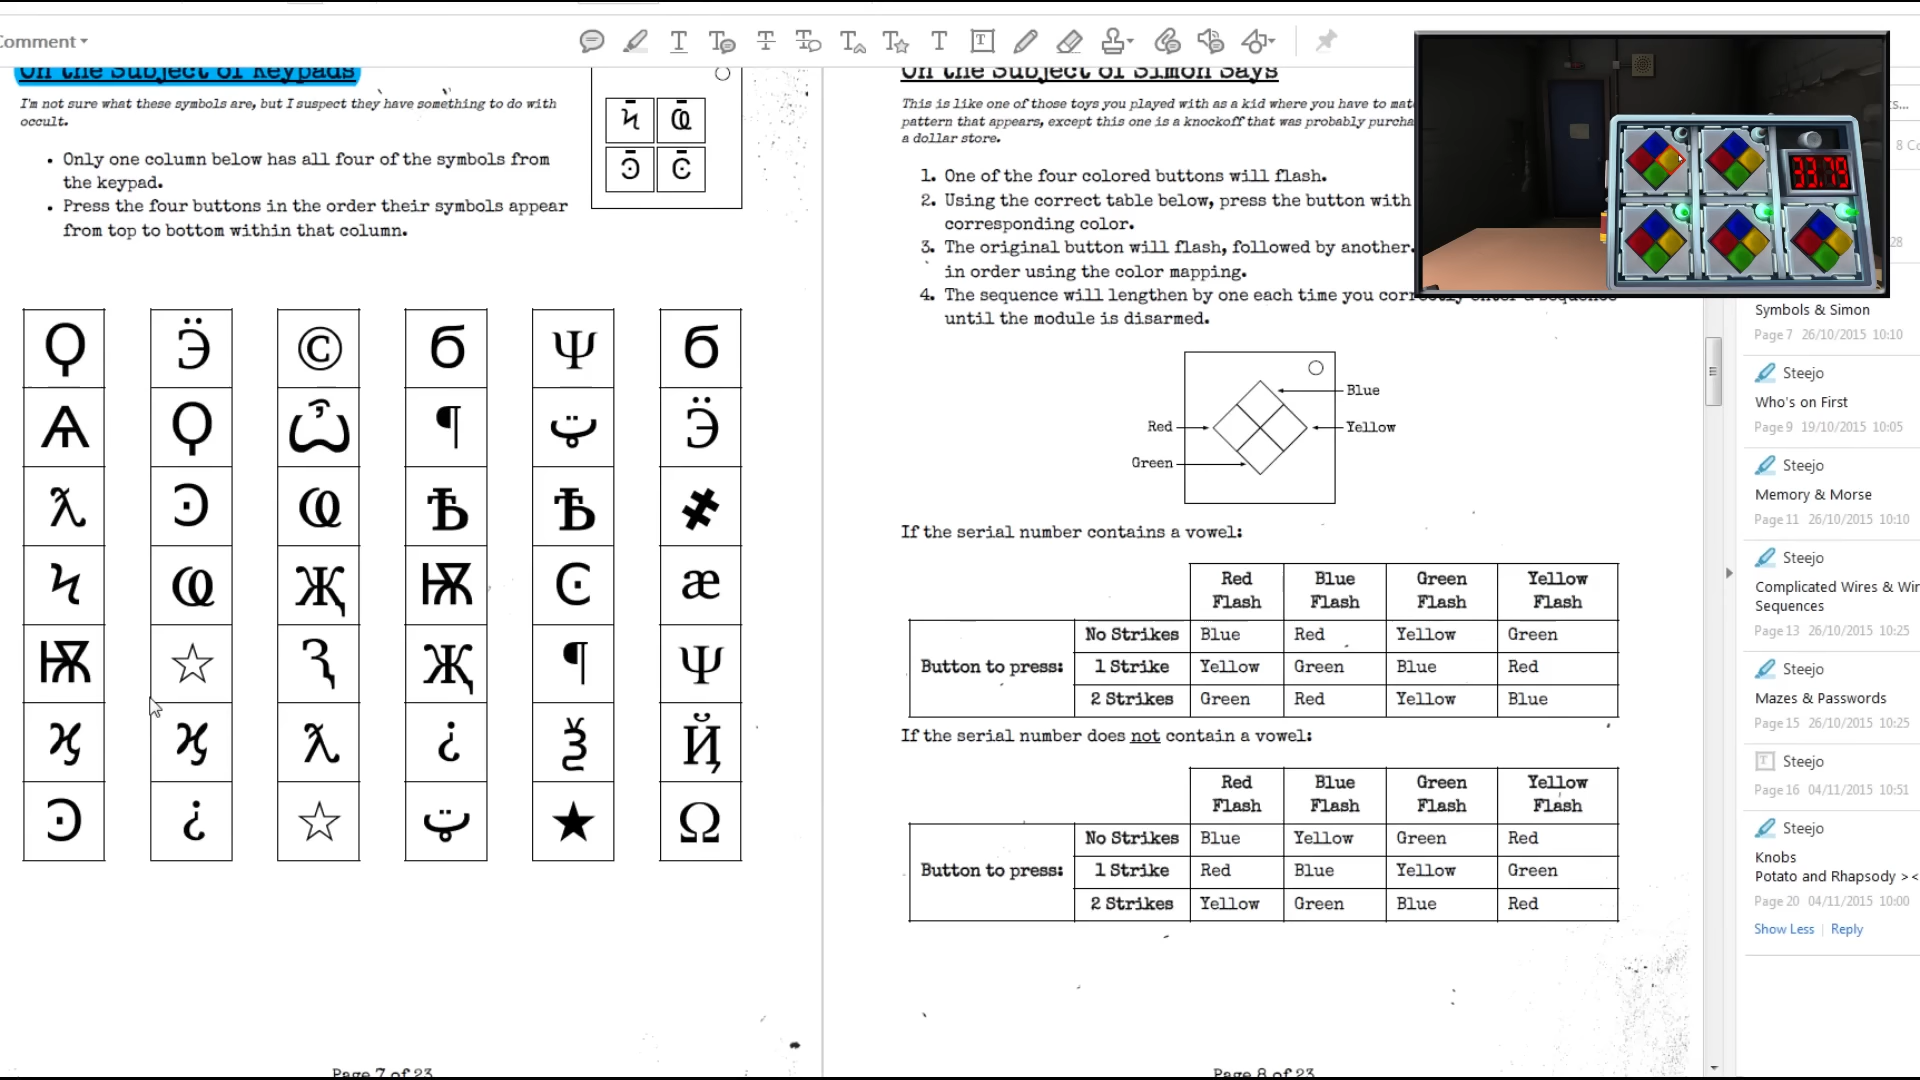 Comment
On the Subject of Keypads
I'm not sure what these symbols are, but I suspect they have something to do with
occult.
Only one column below has all four of the symbols from
the keypad.
Press the four buttons in the order their symbols appear
from top to bottom within that column.
Ϟ Ҩ
Ͽ Ͼ
Ϙ Ӭ © б Ψ б
Ѧ Ϙ Ѽ ¶ ټ Ӭ
ƛ Ͽ Ҩ Ѣ Ѣ ҂
Ϟ Ҩ Җ Ѭ Ͼ æ
Ѭ ☆ Ԇ Җ ¶ Ψ
ϗ ϗ ƛ ¿ Ѯ Ҋ
Ͽ ¿ ☆ ټ ★ Ω
Page 7 of 23
On the Subject of Simon Says
This is like one of those toys you played with as a kid where you have to
pattern that appears, except this one is a knockoff that was probably
a dollar store.
1. One of the four colored buttons will flash.
2. Using the correct table below, press the button with
corresponding color.
3. The original button will flash, followed by another.
in order using the color mapping.
4. The sequence will lengthen by one each time you correctly enter a sequence
until the module is disarmed.
Blue
Red
Yellow
Green
If the serial number contains a vowel:
Red Flash Blue Flash Green Flash Yellow Flash
Button to press:
No Strikes Blue Red Yellow Green
1 Strike Yellow Green Blue Red
2 Strikes Green Red Yellow Blue
If the serial number does not contain a vowel:
Red Flash Blue Flash Green Flash Yellow Flash
Button to press:
No Strikes Blue Yellow Green Red
1 Strike Red Blue Yellow Green
2 Strikes Yellow Green Blue Red
Page 8 of 23
33.79
Symbols & Simon
Page 7 26/10/2015 10:10
Steejo
Who's on First
Page 9 19/10/2015 10:05
Steejo
Memory & Morse
Page 11 26/10/2015 10:10
Steejo
Complicated Wires &
Sequences
Page 13 26/10/2015 10:25
Steejo
Mazes & Passwords
Page 15 26/10/2015 10:25
Steejo
Page 16 04/11/2015 10:51
Steejo
Knobs
Potato and Rhapsody ><
Page 20 04/11/2015 10:00
Show Less | Reply